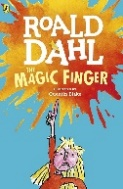 ROALD
DAHL
THE
MAGIC FINGER
Quentin Blake